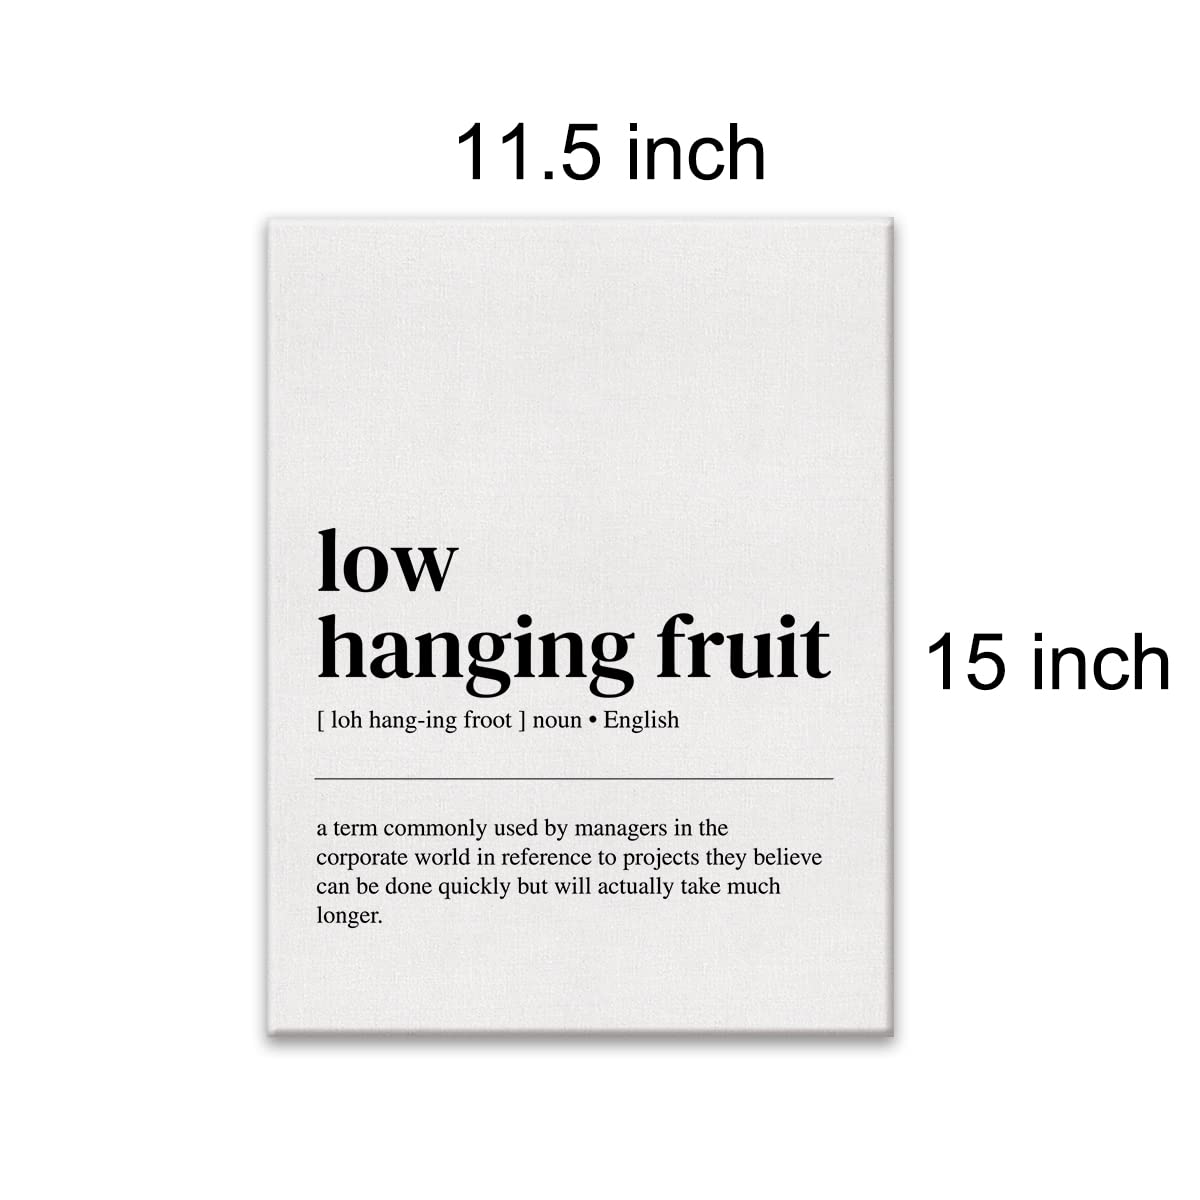 11.5 inch
low
hanging fruit
[ loh hang-ing froot ] noun • English
15 inch
a term commonly used by managers in the
corporate world in reference to projects they believe
can be done quickly but will actually take much
longer.